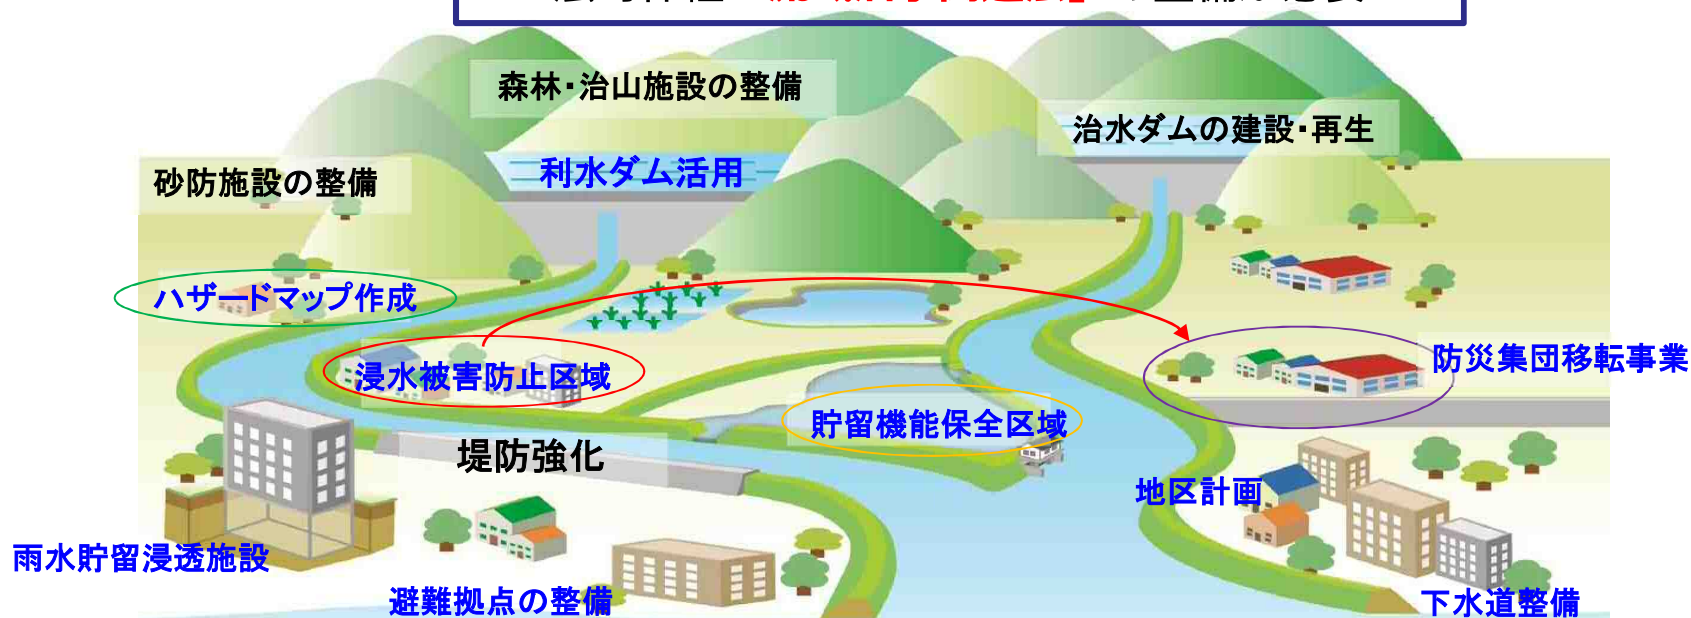 森林・治山施設の整備
治水ダムの建設・再生
砂防施設の整備
利水ダム活用
ハザードマップ作成
浸水被害防止区域
防災集団移転事業
貯留機能保全区域
堤防強化
地区計画
雨水貯留浸透施設
避難拠点の整備
下水道整備